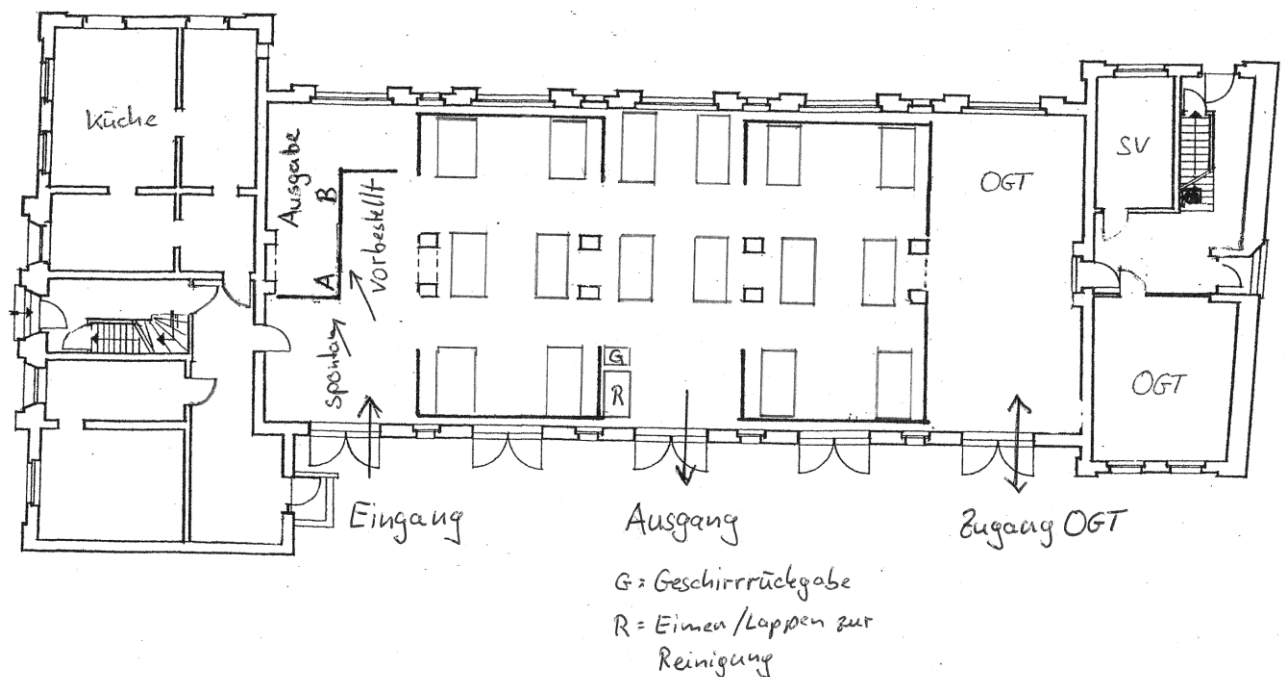 Küche
Ausgabe
A B
vorbestellt
spontan
G
R
OGT
SV
OGT
Eingang
Ausgang
Zugang OGT
G = Geschirrrückgabe
R = Eimer/Lappen zur
Reinigung